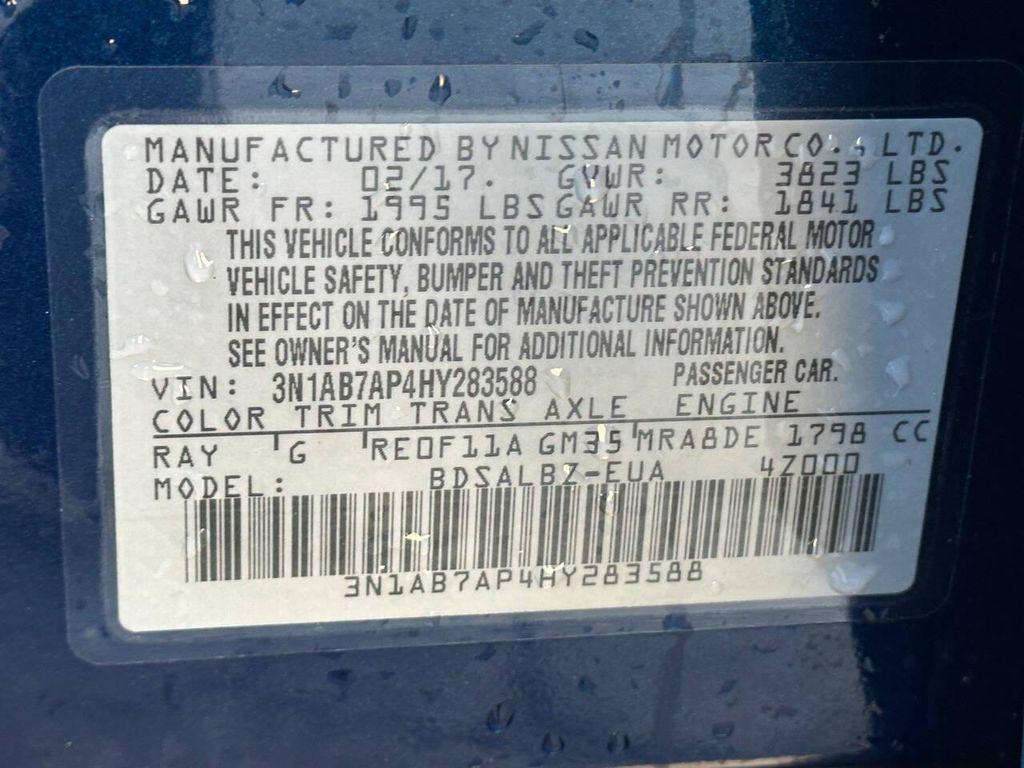 MANUFACTURED BY NISSAN MOTOR CO., LTD.
DATE: 02/17. GVWR: 3823 LBS
GAWR FR: 1995 LBS GAWR RR: 1841 LBS
THIS VEHICLE CONFORMS TO ALL APPLICABLE FEDERAL MOTOR
VEHICLE SAFETY, BUMPER AND THEFT PREVENTION STANDARDS
IN EFFECT ON THE DATE OF MANUFACTURE SHOWN ABOVE.
SEE OWNER'S MANUAL FOR ADDITIONAL INFORMATION.
VIN: 3N1AB7AP4HY283588 PASSENGER CAR.
COLOR TRIM TRANS AXLE ENGINE
RAY G RE0F11A GM35 MRA8DE 1798 CC
MODEL: BDSALBZ-EUA 4Z000
3N1AB7AP4HY283588